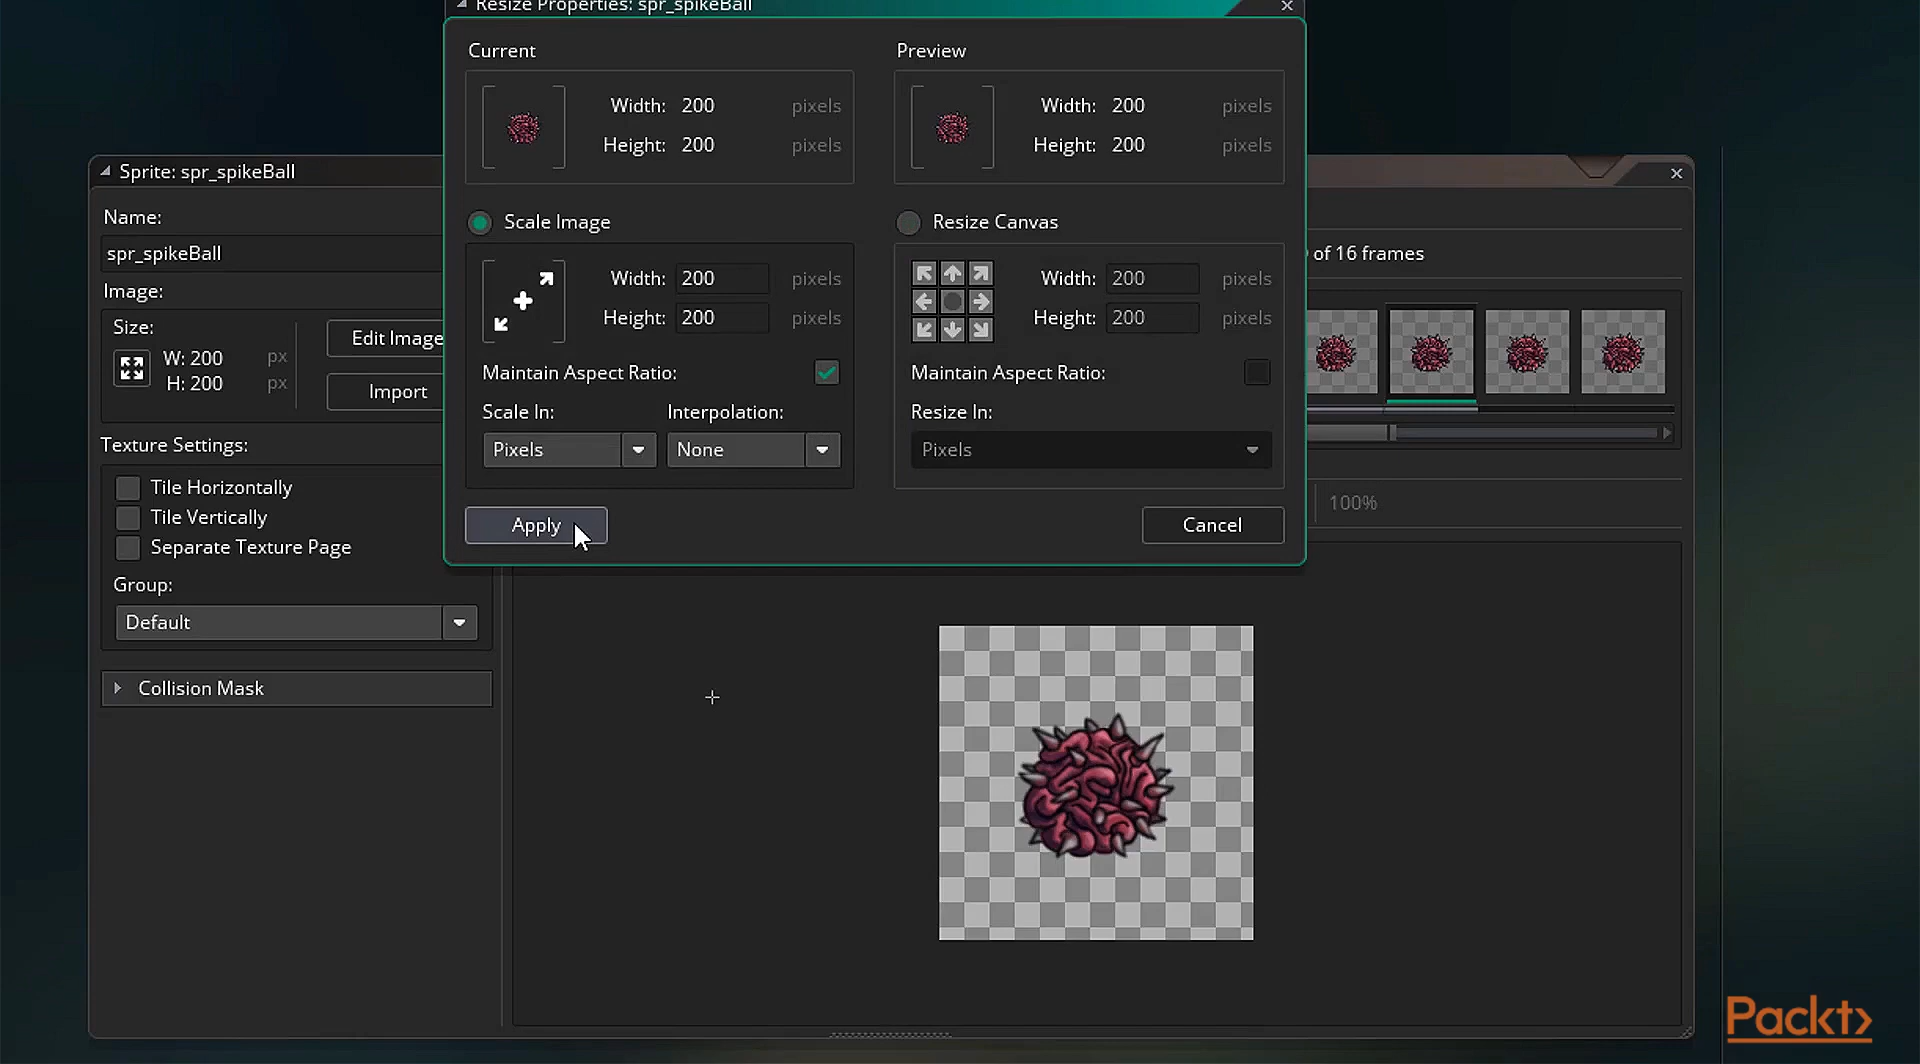 Resize Properties: spr_spikeBall
Current
Preview
Width: 200 pixels
Height: 200 pixels
Width: 200 pixels
Height: 200 pixels
Sprite: spr_spikeBall
Name:
spr_spikeBall
Image:
Size:
W: 200 px
H: 200 px
Edit Image
Import
Scale Image
Resize Canvas
Width: 200 pixels
Height: 200 pixels
Width: 200 pixels
Height: 200 pixels
Maintain Aspect Ratio:
Maintain Aspect Ratio:
Scale In:
Interpolation:
Resize In:
Pixels
None
Pixels
Apply
Cancel
of 16 frames
100%
Texture Settings:
Tile Horizontally
Tile Vertically
Separate Texture Page
Group:
Default
Collision Mask
Packt